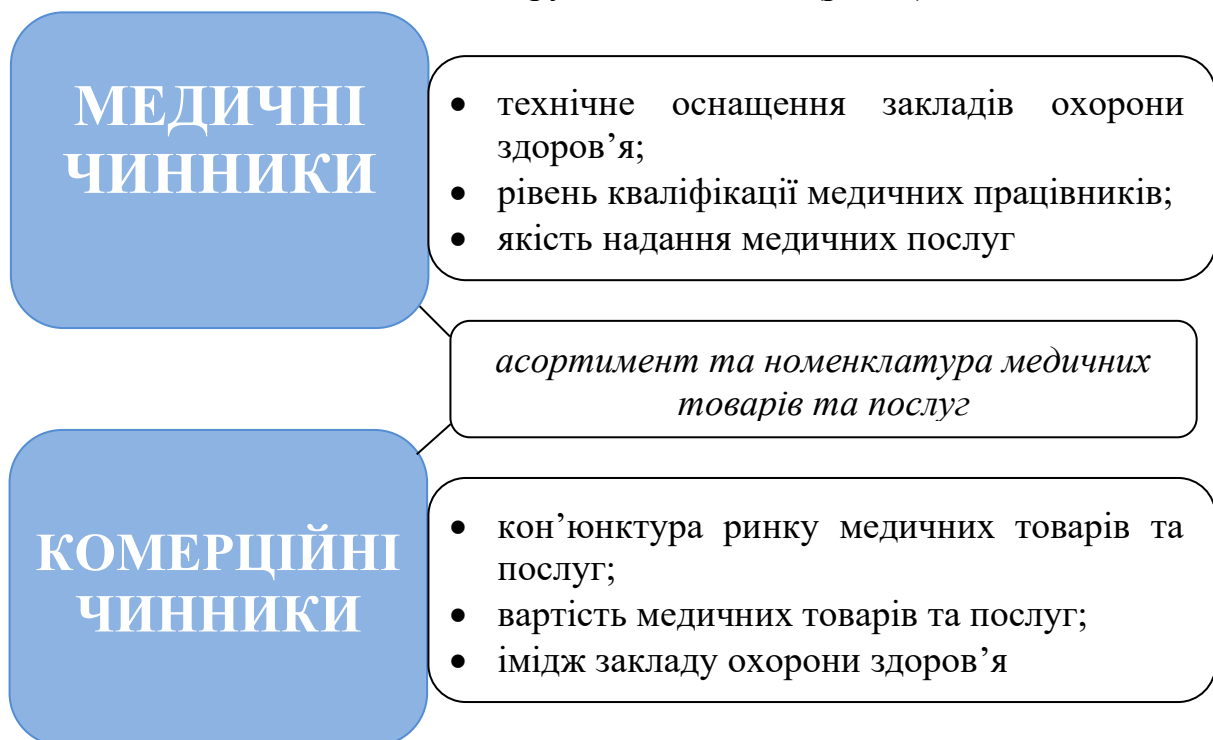 МЕДИЧНІ
ЧИННИКИ
• технічне оснащення закладів охорони
здоров’я;
• рівень кваліфікації медичних працівників;
• якість надання медичних послуг
асортимент та номенклатура медичних
товарів та послуг
КОМЕРЦІЙНІ
ЧИННИКИ
• кон’юнктура ринку медичних товарів та
послуг;
• вартість медичних товарів та послуг;
• імідж закладу охорони здоров’я